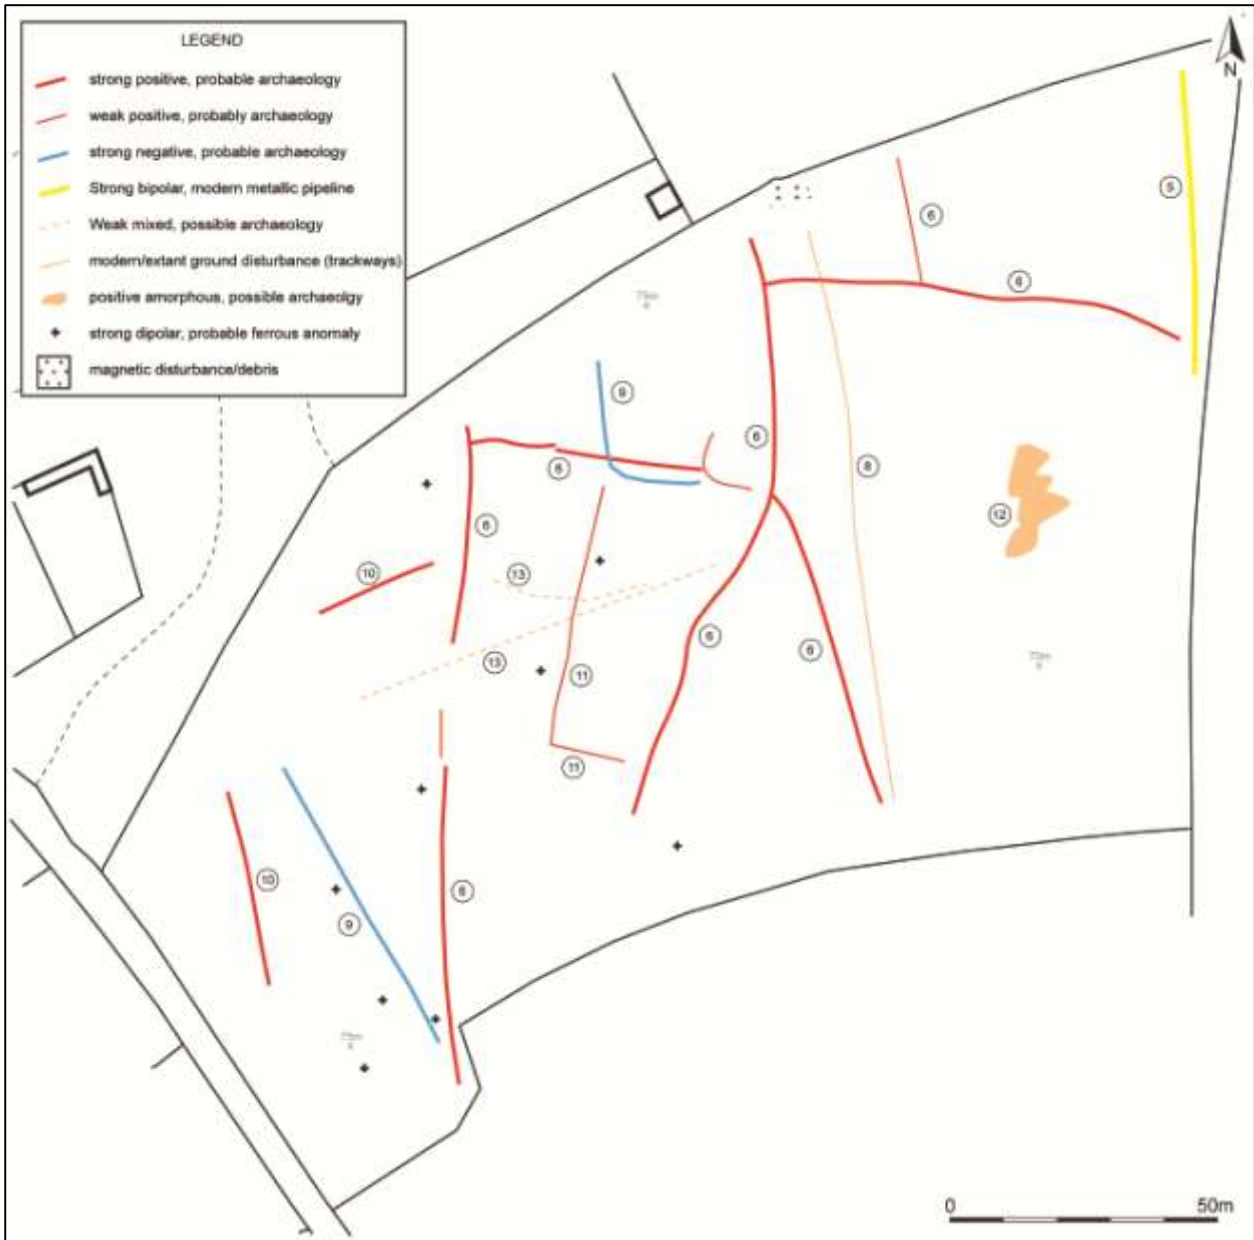 LEGEND
strong positive, probable archaeology
weak positive, probably archaeology
strong negative, probable archaeology
Strong bipolar, modern metallic pipeline
Weak mixed, possible archaeology
modern/extant ground disturbance (trackways)
positive amorphous, possible archaeolgy
strong dipolar, probable ferrous anomaly
magnetic disturbance/debris
N
5
6
6
9
6
6
8
6
12
10
13
13
11
6
6
11
10
6
9
0 50m